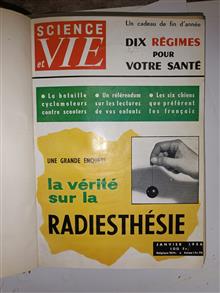 SCIENCE
et
VIE
Un cadeau de fin d'année
DIX RÉGIMES
POUR
VOTRE SANTÉ
La bataille
cyclomoteurs
contre scooters
Un référendum
sur les lectures
de vos enfants
Les six chiens
que préfèrent
les français
UNE GRANDE ENQUÊTE
la vérité
sur la
RADIESTHÉSIE
JANVIER 1956
100 Fr.